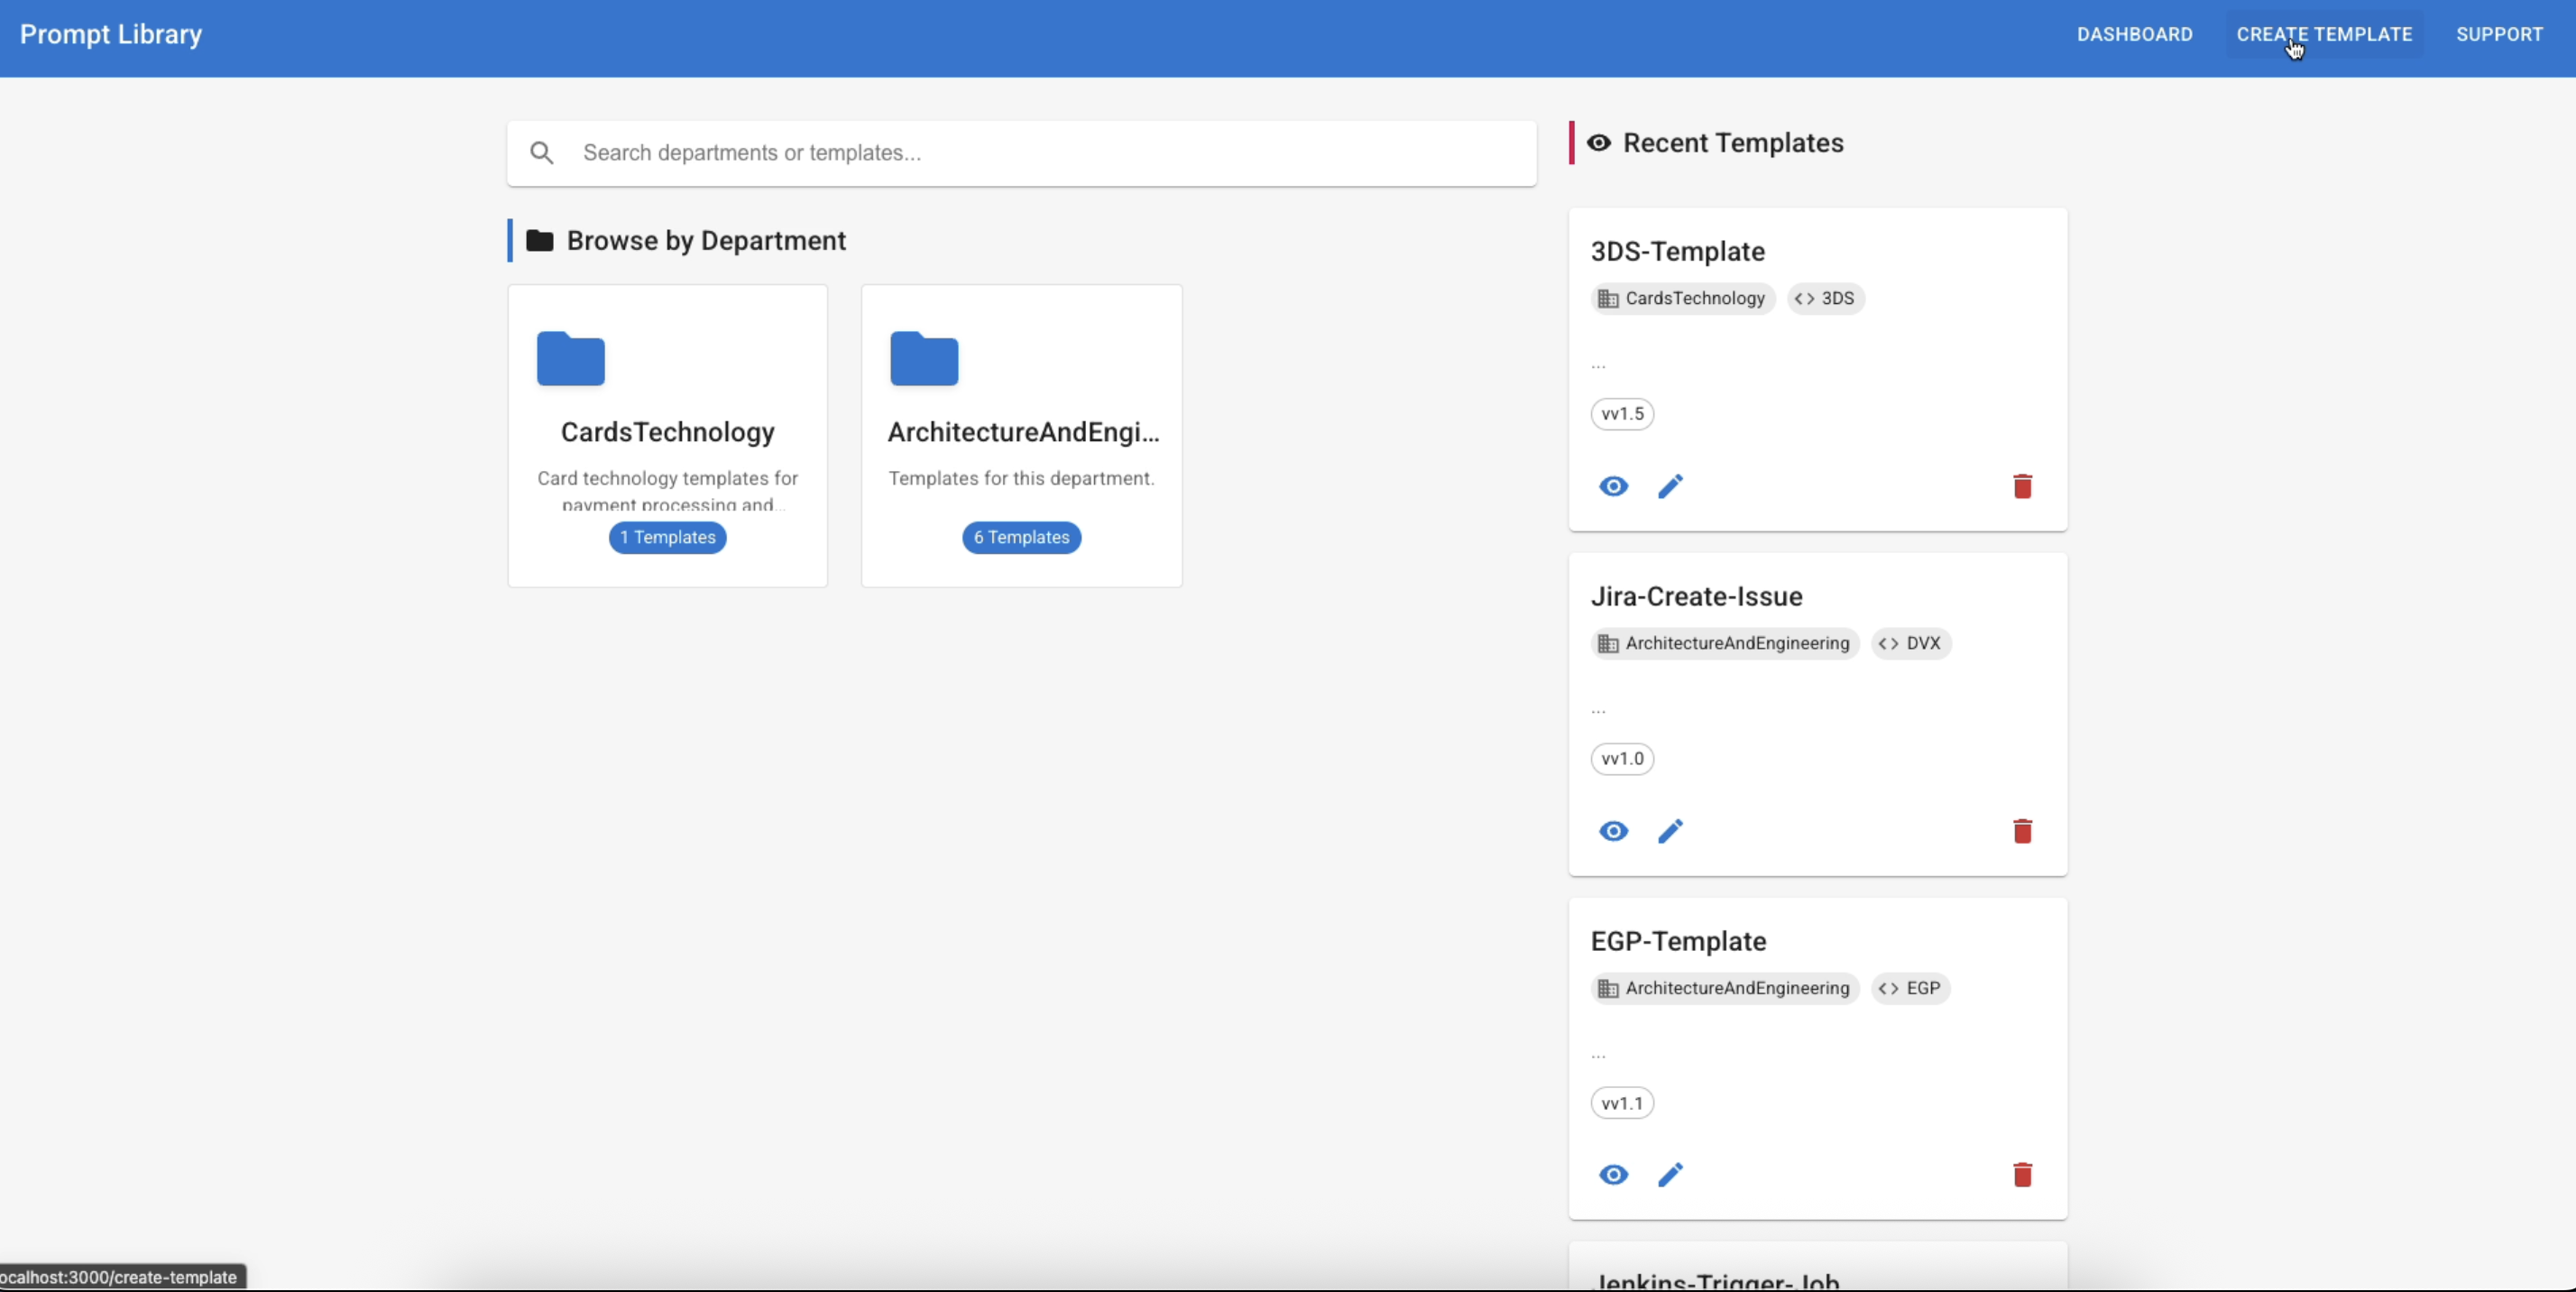 Prompt Library
DASHBOARD
CREATE TEMPLATE
SUPPORT
Search departments or templates...
Browse by Department
CardsTechnology
Card technology templates for
payment processing and...
1 Templates
ArchitectureAndEngi...
Templates for this department.
6 Templates
Recent Templates
3DS-Template
CardsTechnology
<> 3DS
...
vv1.5
Jira-Create-Issue
ArchitectureAndEngineering
<> DVX
...
vv1.0
EGP-Template
ArchitectureAndEngineering
<> EGP
...
vv1.1
Jenkins-Trigger-Job
ocalhost:3000/create-template